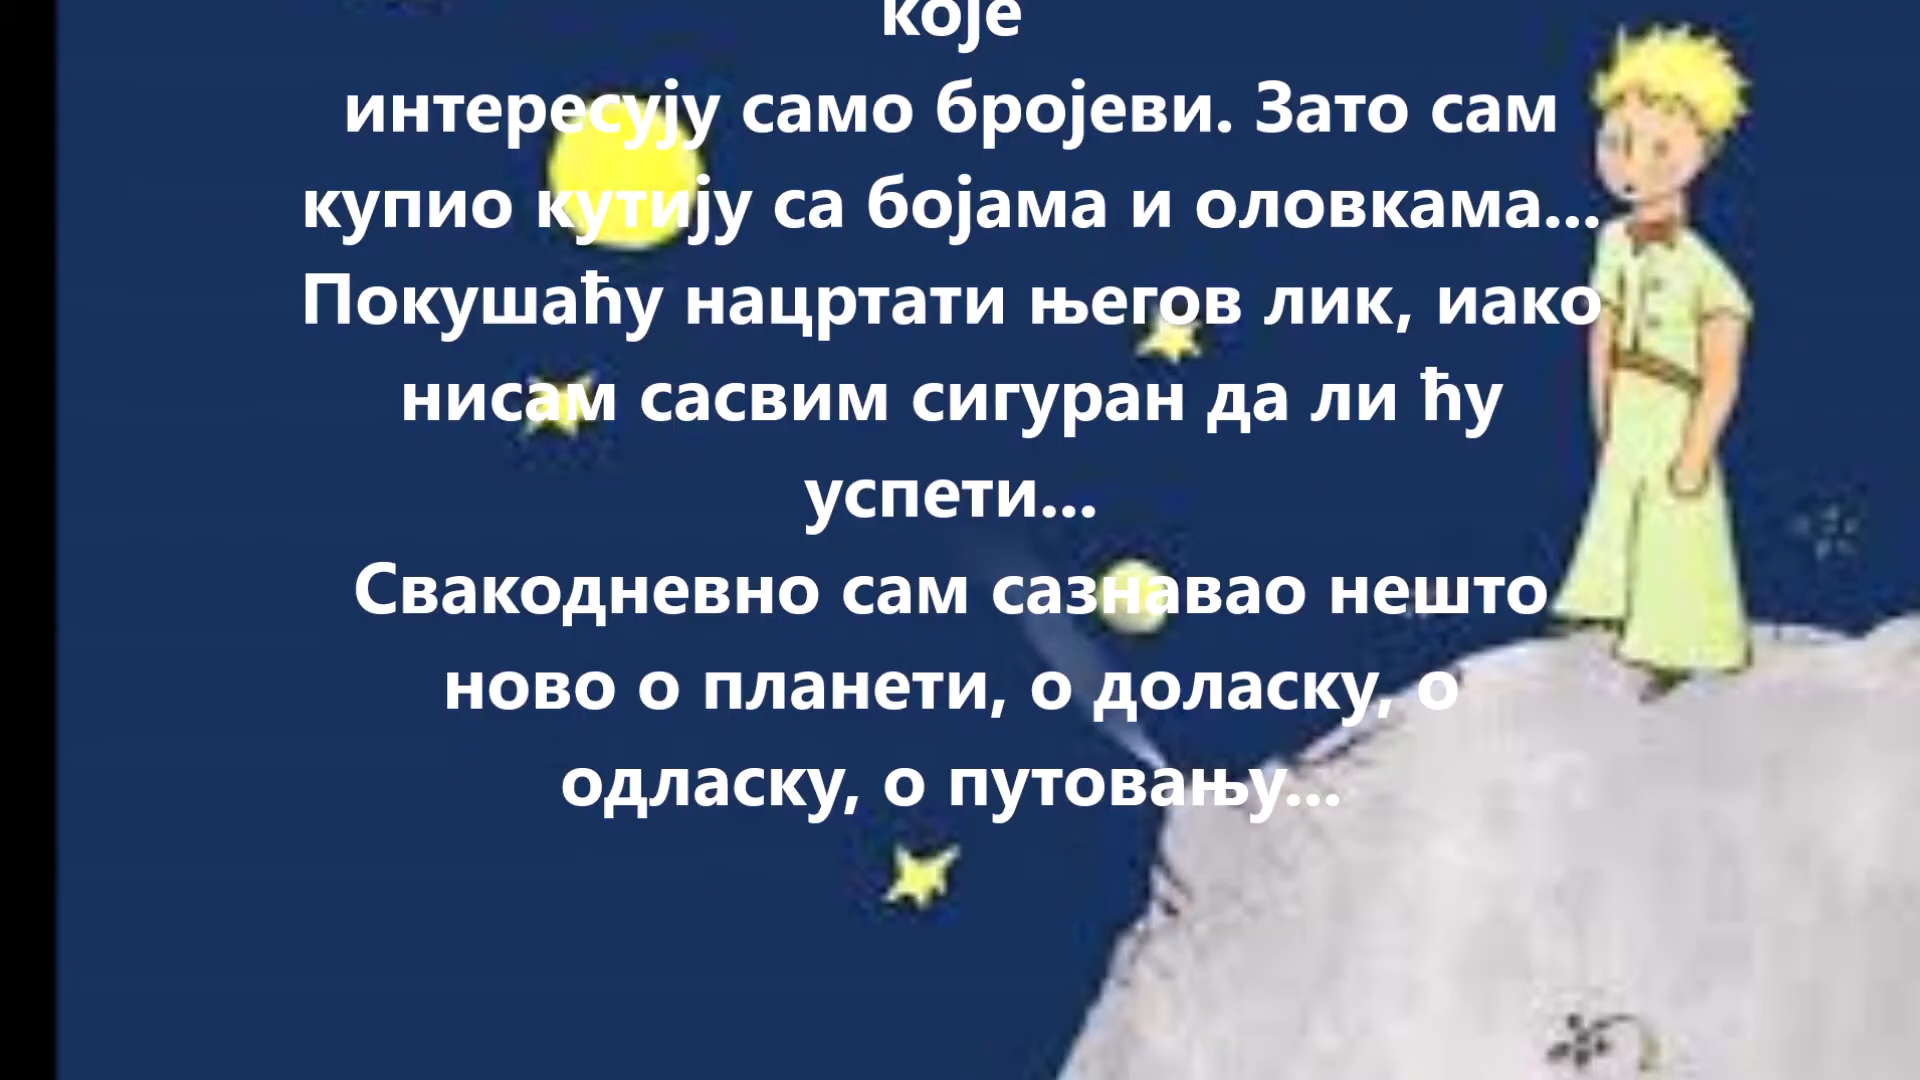 које
интересују само бројеви. Зато сам
купио кутију са бојама и оловкама...
Покушаћу нацртати његов лик, иако
нисам сасвим сигуран да ли ћу
успети...
Свакодневно сам сазнавао нешто
ново о планети, о доласку, о
одласку, о путовању...